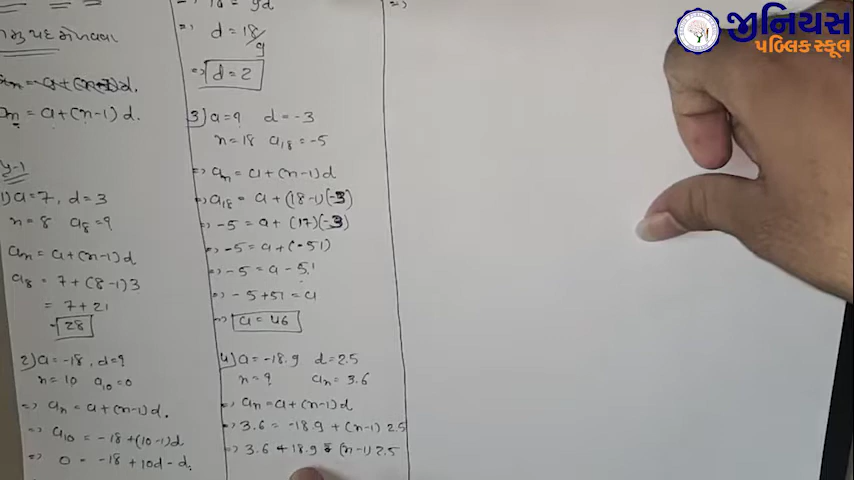 જીનિયસ
પબ્લિક સ્કૂલ
an = a + (n-1)d.
1) a = 7, d = 3
n = 8 a8 = ?
an = a + (n-1)d
a8 = 7 + (8-1)3
= 7 + 21
= 28
2) a = -18, d = ?
n = 10 a10 = 0
=> an = a + (n-1)d.
=> a10 = -18 + (10-1)d
=> 0 = -18 + 10d - d.
=> 18 = 9d
=> d = 18/9
=> d = 2
3) a = ? d = -3
n = 18 a18 = -5
=> an = a + (n-1)d
=> a18 = a + (18-1)(-3)
=> -5 = a + (17)(-3)
=> -5 = a + (-51)
=> -5 = a - 51
=> -5 + 51 = a
=> a = 46
4) a = -18.9 d = 2.5
n = ? an = 3.6
=> an = a + (n-1)d
=> 3.6 = -18.9 + (n-1) 2.5
=> 3.6 + 18.9 = (n-1) 2.5